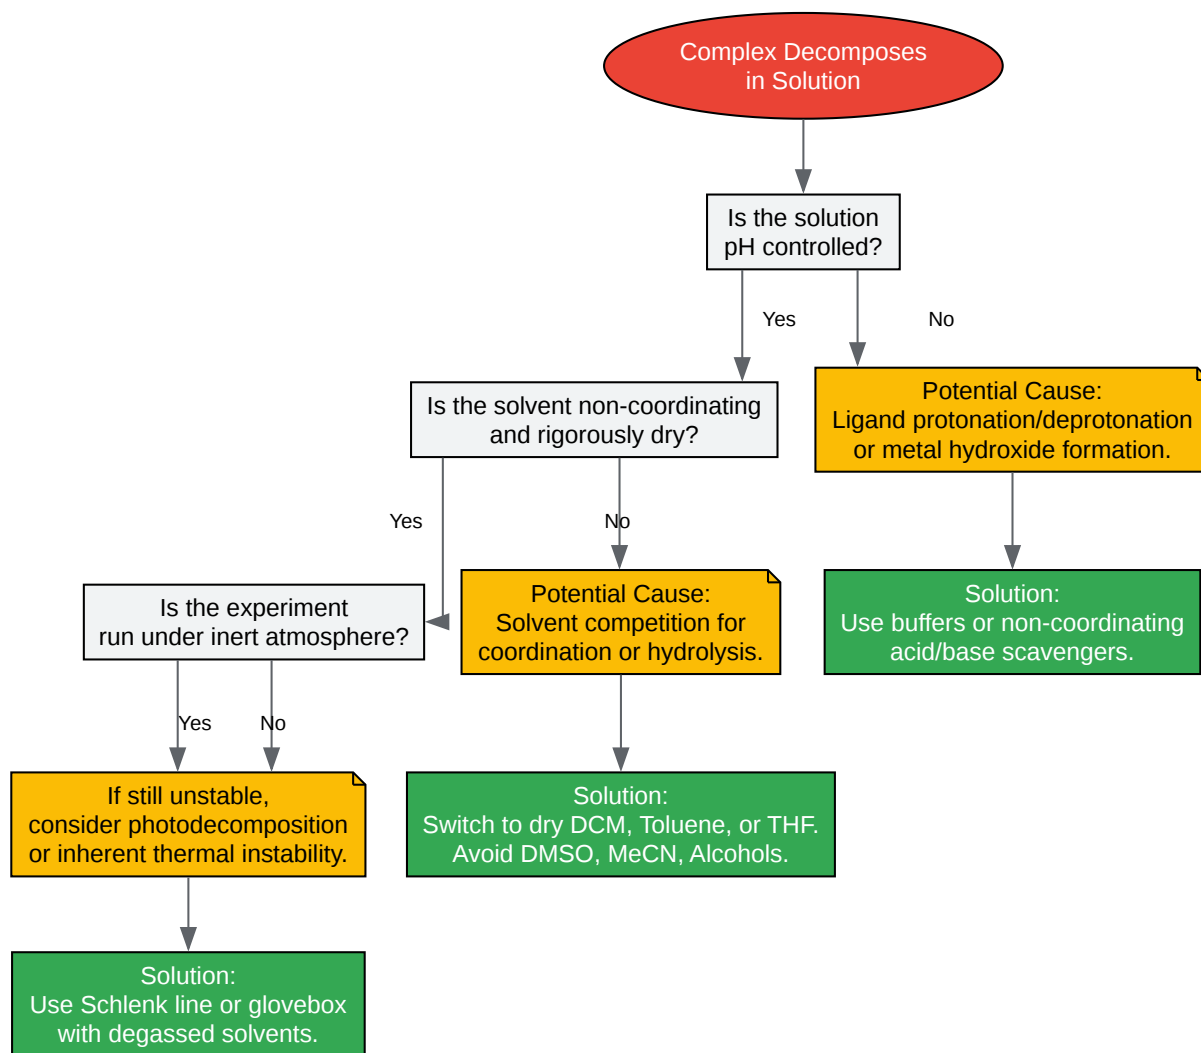 Complex Decomposes
in Solution
Is the solution
pH controlled?
Yes
No
Is the solvent non-coordinating
and rigorously dry?
Potential Cause:
Ligand protonation/deprotonation
or metal hydroxide formation.
Yes
No
Is the experiment
run under inert atmosphere?
Potential Cause:
Solvent competition for
coordination or hydrolysis.
Solution:
Use buffers or non-coordinating
acid/base scavengers.
Yes
No
If still unstable,
consider photodecomposition
or inherent thermal instability.
Solution:
Switch to dry DCM, Toluene, or THF.
Avoid DMSO, MeCN, Alcohols.
Solution:
Use Schlenk line or glovebox
with degassed solvents.